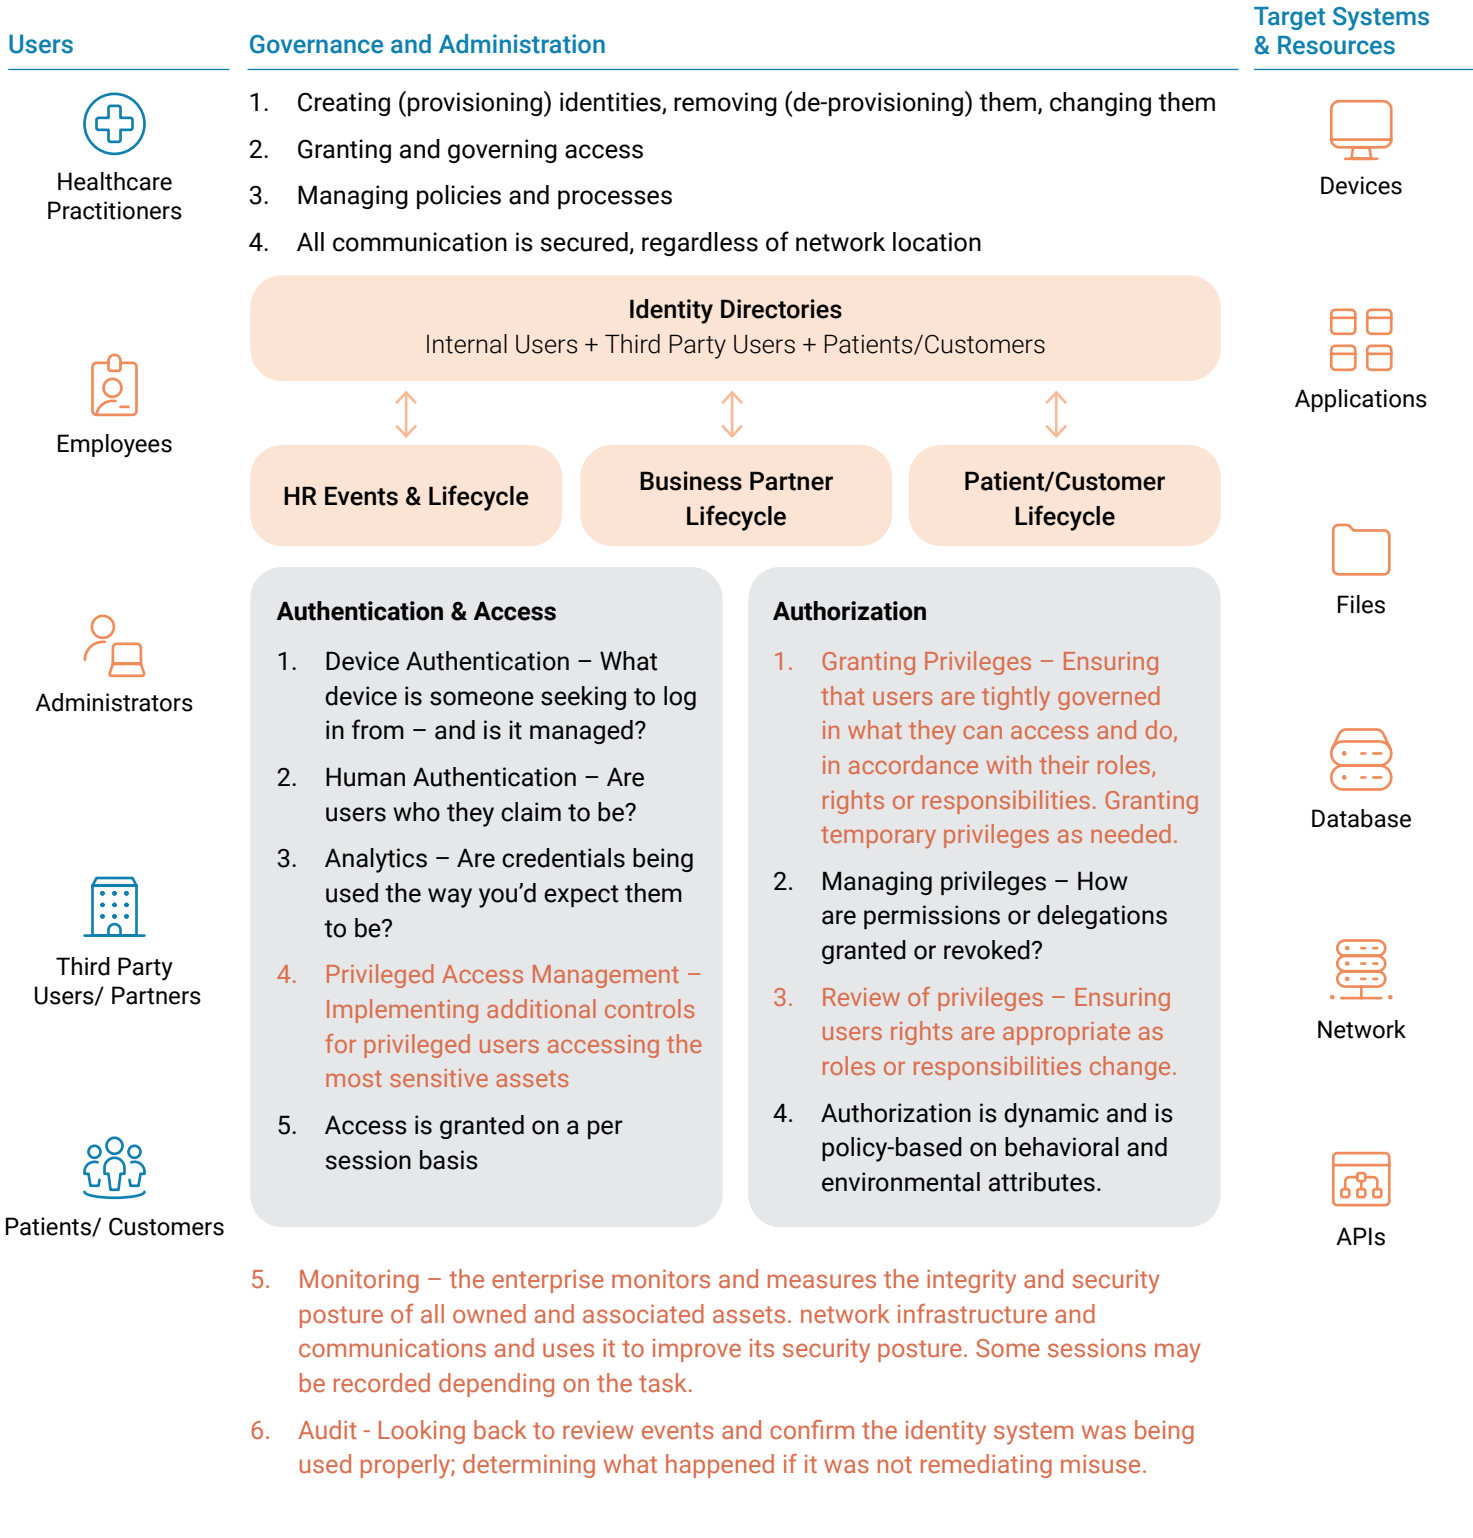 Users
Healthcare
Practitioners
Employees
Administrators
Third Party
Users/ Partners
Patients/ Customers
Governance and Administration
1. Creating (provisioning) identities, removing (de-provisioning) them, changing them
2. Granting and governing access
3. Managing policies and processes
4. All communication is secured, regardless of network location
Identity Directories
Internal Users + Third Party Users + Patients/Customers
HR Events & Lifecycle
Business Partner
Lifecycle
Patient/Customer
Lifecycle
Authentication & Access
1. Device Authentication – What
device is someone seeking to log
in from – and is it managed?
2. Human Authentication – Are
users who they claim to be?
3. Analytics – Are credentials being
used the way you’d expect them
to be?
4. Privileged Access Management –
Implementing additional controls
for privileged users accessing the
most sensitive assets
5. Access is granted on a per
session basis
Authorization
1. Granting Privileges – Ensuring
that users are tightly governed
in what they can access and do,
in accordance with their roles,
rights or responsibilities. Granting
temporary privileges as needed.
2. Managing privileges – How
are permissions or delegations
granted or revoked?
3. Review of privileges – Ensuring
users rights are appropriate as
roles or responsibilities change.
4. Authorization is dynamic and is
policy-based on behavioral and
environmental attributes.
5. Monitoring – the enterprise monitors and measures the integrity and security
posture of all owned and associated assets. network infrastructure and
communications and uses it to improve its security posture. Some sessions may
be recorded depending on the task.
6. Audit - Looking back to review events and confirm the identity system was being
used properly; determining what happened if it was not remediating misuse.
Target Systems
& Resources
Devices
Applications
Files
Database
Network
APIs